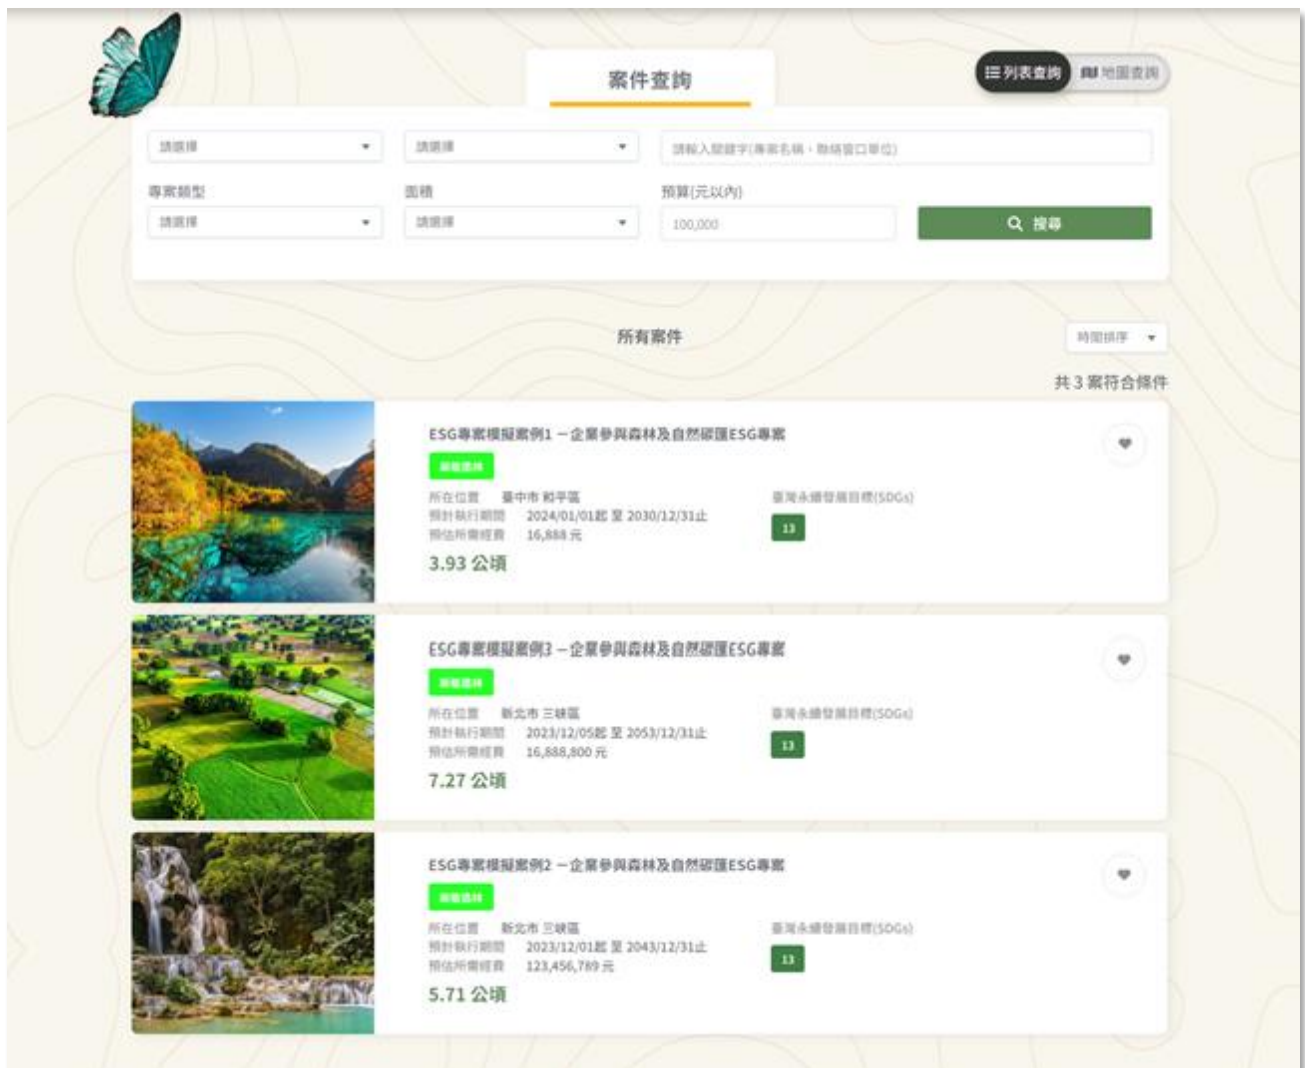 案件查詢
列表查詢
地圖查詢
請選擇
請選擇
請輸入關鍵字(專案名稱、聯絡窗口單位)
專案類型
面積
預算(元以內)
請選擇
請選擇
100,000
搜尋
所有案件
時間排序
共 3 案符合條件
ESG專案模擬案例1 －企業參與森林及自然碳匯ESG專案
所在位置 臺中市 和平區
臺灣永續發展目標(SDGs)
預計執行期間 2024/01/01起 至 2030/12/31止
13
預估所需經費 16,888 元
3.93 公頃
ESG專案模擬案例3 －企業參與森林及自然碳匯ESG專案
所在位置 新北市 三峽區
臺灣永續發展目標(SDGs)
預計執行期間 2023/12/05起 至 2053/12/31止
13
預估所需經費 16,888,800 元
7.27 公頃
ESG專案模擬案例2 －企業參與森林及自然碳匯ESG專案
所在位置 新北市 三峽區
臺灣永續發展目標(SDGs)
預計執行期間 2023/12/01起 至 2043/12/31止
13
預估所需經費 123,456,789 元
5.71 公頃